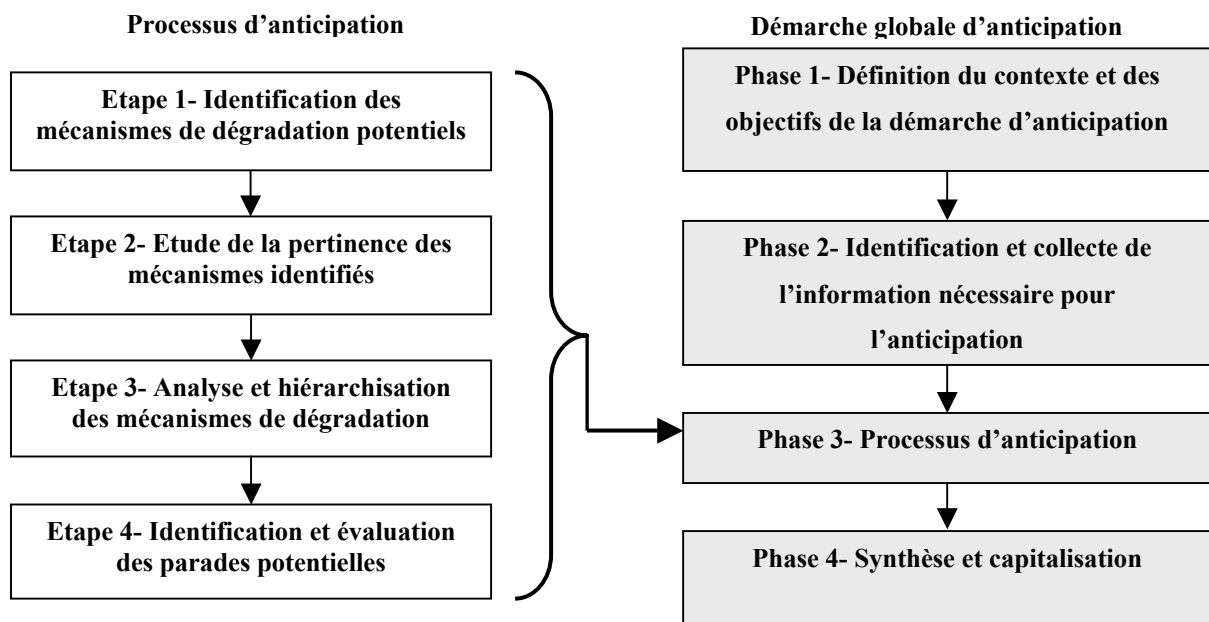 Processus d’anticipation
Etape 1- Identification des
mécanismes de dégradation potentiels
Etape 2- Etude de la pertinence des
mécanismes identifiés
Etape 3- Analyse et hiérarchisation
des mécanismes de dégradation
Etape 4- Identification et évaluation
des parades potentielles
Démarche globale d’anticipation
Phase 1- Définition du contexte et des
objectifs de la démarche d’anticipation
Phase 2- Identification et collecte de
l’information nécessaire pour
l’anticipation
Phase 3- Processus d’anticipation
Phase 4- Synthèse et capitalisation